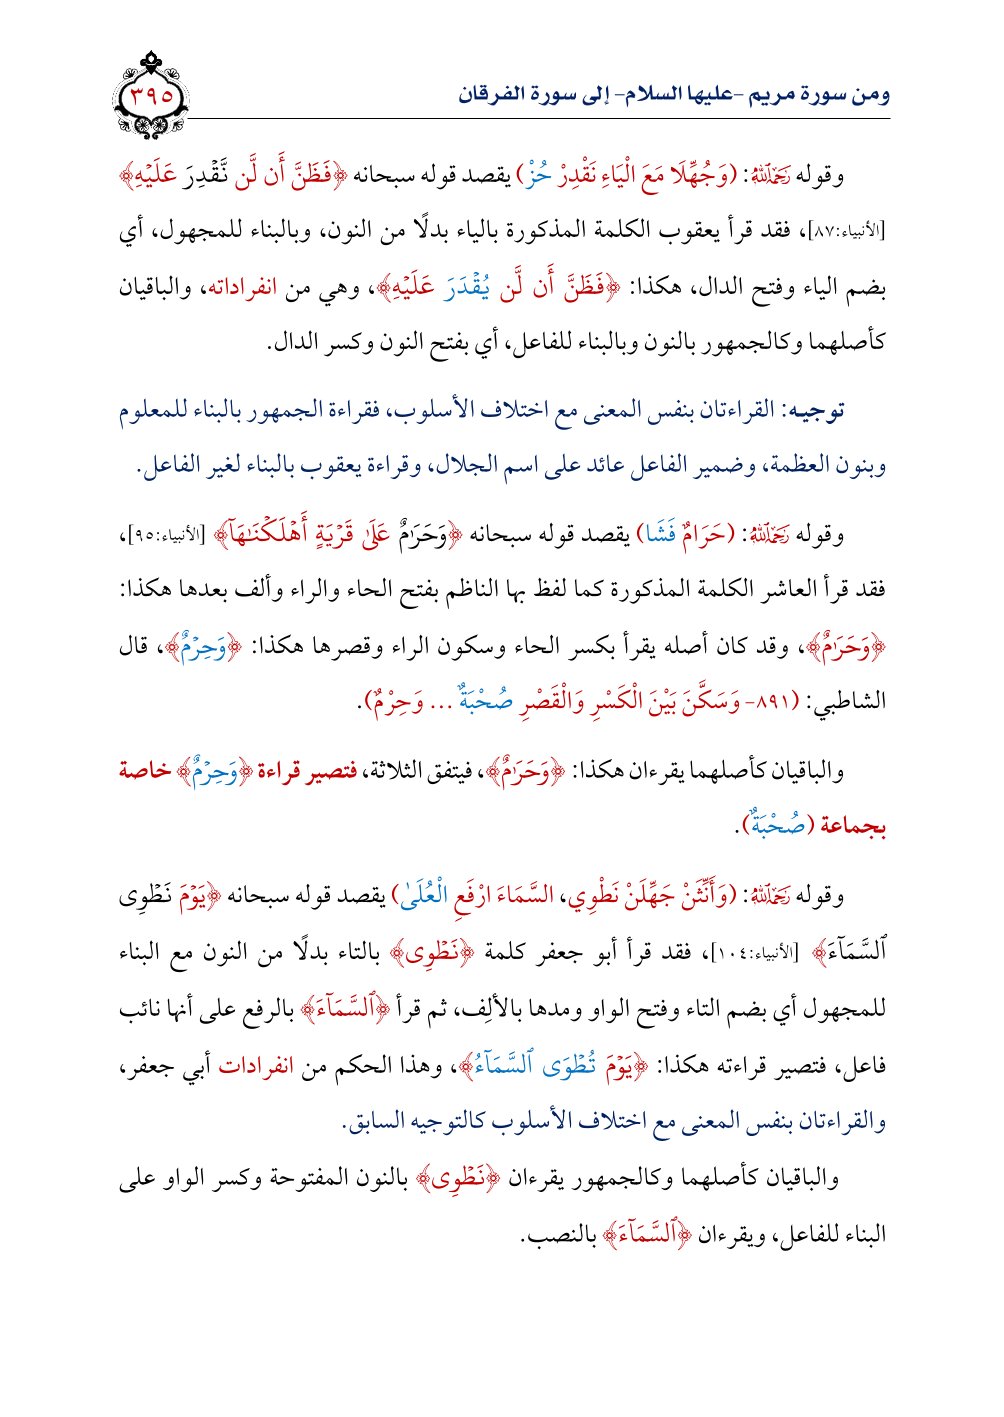 ومن سورة مريم -عليها السلام- إلى سورة الفرقان
٣٩٥
وقوله رَحِمَهُ ٱللَّهُ: (وَجُهِّلَا مَعَ الْيَاءِ نَقْدِرْ حُزْ) يقصد قوله سبحانه ﴿فَظَنَّ أَن لَّن نَّقْدِرَ عَلَيْهِ﴾
[الأنبياء:٨٧]، فقد قرأ يعقوب الكلمة المذكورة بالياء بدلًا من النون، وبالبناء للمجهول، أي
بضم الياء وفتح الدال، هكذا: ﴿فَظَنَّ أَن لَّن يُقْدَرَ عَلَيْهِ﴾، وهي من انفراداته، والباقيان
كأصلهما وكالجمهور بالنون وبالبناء للفاعل، أي بفتح النون وكسر الدال.
توجيـه: القراءتان بنفس المعنى مع اختلاف الأسلوب، فقراءة الجمهور بالبناء للمعلوم
وبنون العظمة، وضمير الفاعل عائد على اسم الجلال، وقراءة يعقوب بالبناء لغير الفاعل.
وقوله رَحِمَهُ ٱللَّهُ: (حَرَامٌ فَشَا) يقصد قوله سبحانه ﴿وَحَرَٰمٌ عَلَىٰ قَرْيَةٍ أَهْلَكْنَٰهَآ﴾ [الأنبياء:٩٥]،
فقد قرأ العاشر الكلمة المذكورة كما لفظ بها الناظم بفتح الحاء والراء وألف بعدها هكذا:
﴿وَحَرَٰمٌ﴾، وقد كان أصله يقرأ بكسر الحاء وسكون الراء وقصرها هكذا: ﴿وَحِرْمٌ﴾، قال
الشاطبي: (٨٩١- وَسَكَّنَ بَيْنَ الْكَسْرِ وَالْقَصْرِ صُحْبَةٌ ... وَحِرْمٌ).
والباقيان كأصلهما يقرءان هكذا: ﴿وَحَرَٰمٌ﴾، فيتفق الثلاثة، فتصير قراءة ﴿وَحِرْمٌ﴾ خاصة
بجماعة (صُحْبَةٌ).
وقوله رَحِمَهُ ٱللَّهُ: (وَأَنِّثَنْ جَهِّلَنْ نَطْوِي، السَّمَاءَ ارْفَعِ الْعُلَىٰ) يقصد قوله سبحانه ﴿يَوْمَ نَطْوِى
ٱلسَّمَآءَ﴾ [الأنبياء:١٠٤]، فقد قرأ أبو جعفر كلمة ﴿نَطْوِى﴾ بالتاء بدلًا من النون مع البناء
للمجهول أي بضم التاء وفتح الواو ومدها بالألِف، ثم قرأ ﴿ٱلسَّمَآءَ﴾ بالرفع على أنها نائب
فاعل، فتصير قراءته هكذا: ﴿يَوْمَ تُطْوَى ٱلسَّمَآءُ﴾، وهذا الحكم من انفرادات أبي جعفر،
والقراءتان بنفس المعنى مع اختلاف الأسلوب كالتوجيه السابق.
والباقيان كأصلهما وكالجمهور يقرءان ﴿نَطْوِى﴾ بالنون المفتوحة وكسر الواو على
البناء للفاعل، ويقرءان ﴿ٱلسَّمَآءَ﴾ بالنصب.